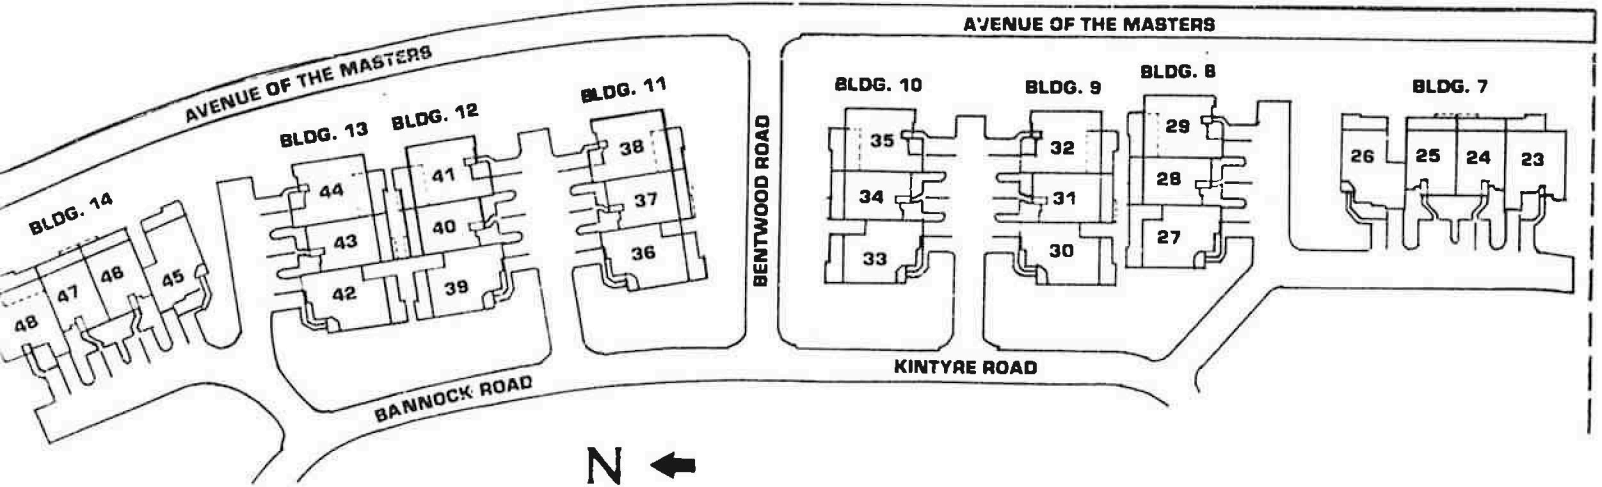 AVENUE OF THE MASTERS
AVENUE OF THE MASTERS
BLDG. 14
BLDG. 13
BLDG. 12
BLDG. 11
BLDG. 10
BLDG. 9
BLDG. 8
BLDG. 7
48
47
46
45
44
43
42
41
40
39
38
37
36
BENTWOOD ROAD
35
34
33
32
31
30
29
28
27
26
25
24
23
BANNOCK ROAD
KINTYRE ROAD
N